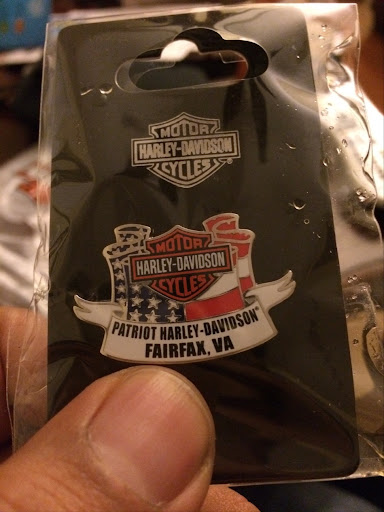 MOTOR
HARLEY-DAVIDSON
CYCLES®
MOTOR
HARLEY-DAVIDSON
CYCLES
PATRIOT HARLEY-DAVIDSON®
FAIRFAX, VA